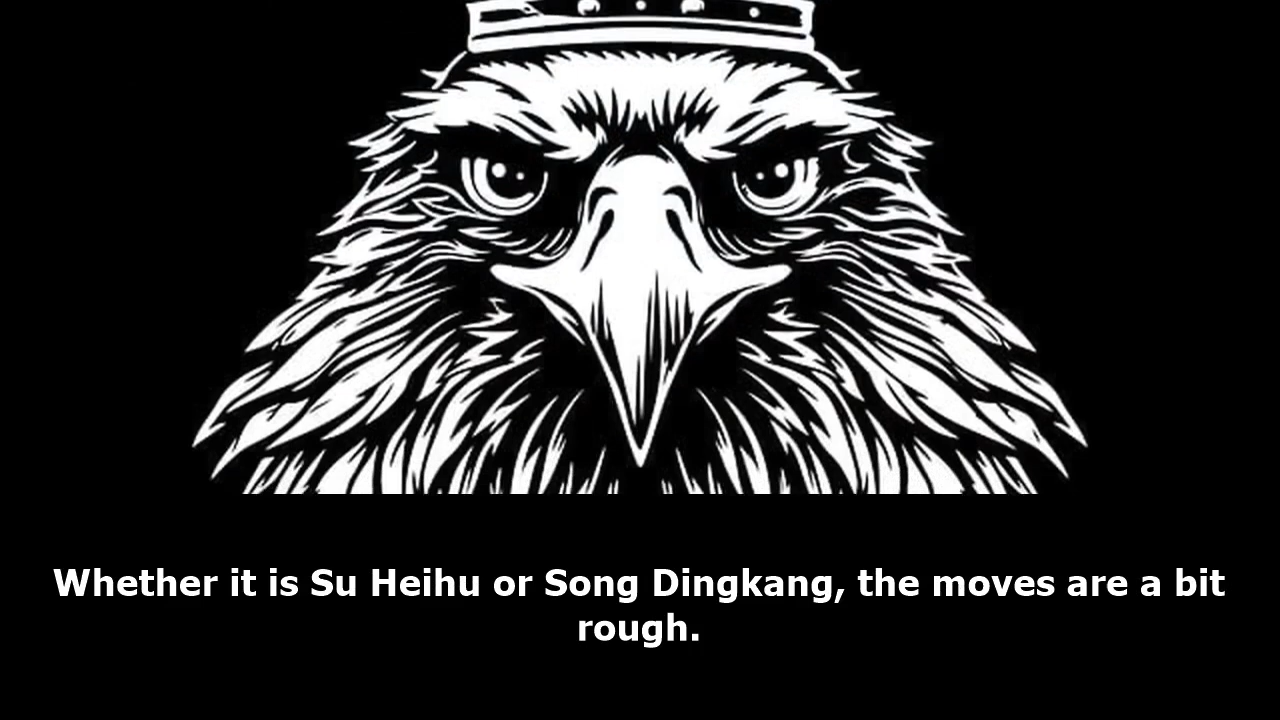 Whether it is Su Heihu or Song Dingkang, the moves are a bit
rough.